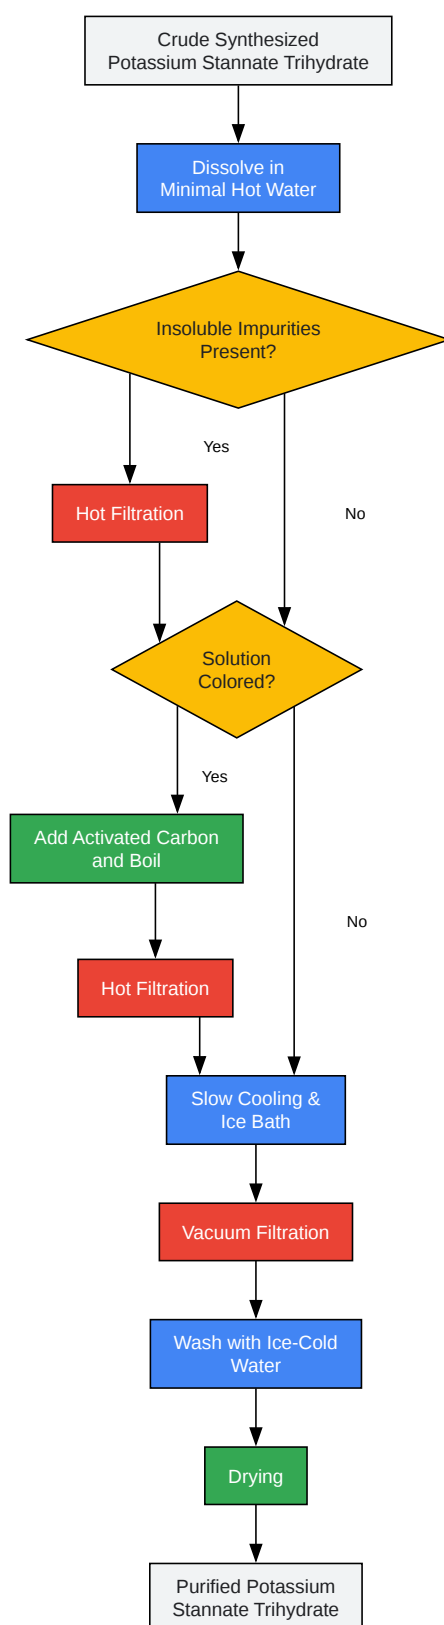 Crude Synthesized
Potassium Stannate Trihydrate
Dissolve in
Minimal Hot Water
Insoluble Impurities
Present?
Yes
No
Hot Filtration
Solution
Colored?
Yes
No
Add Activated Carbon
and Boil
Hot Filtration
Slow Cooling &
Ice Bath
Vacuum Filtration
Wash with Ice-Cold
Water
Drying
Purified Potassium
Stannate Trihydrate